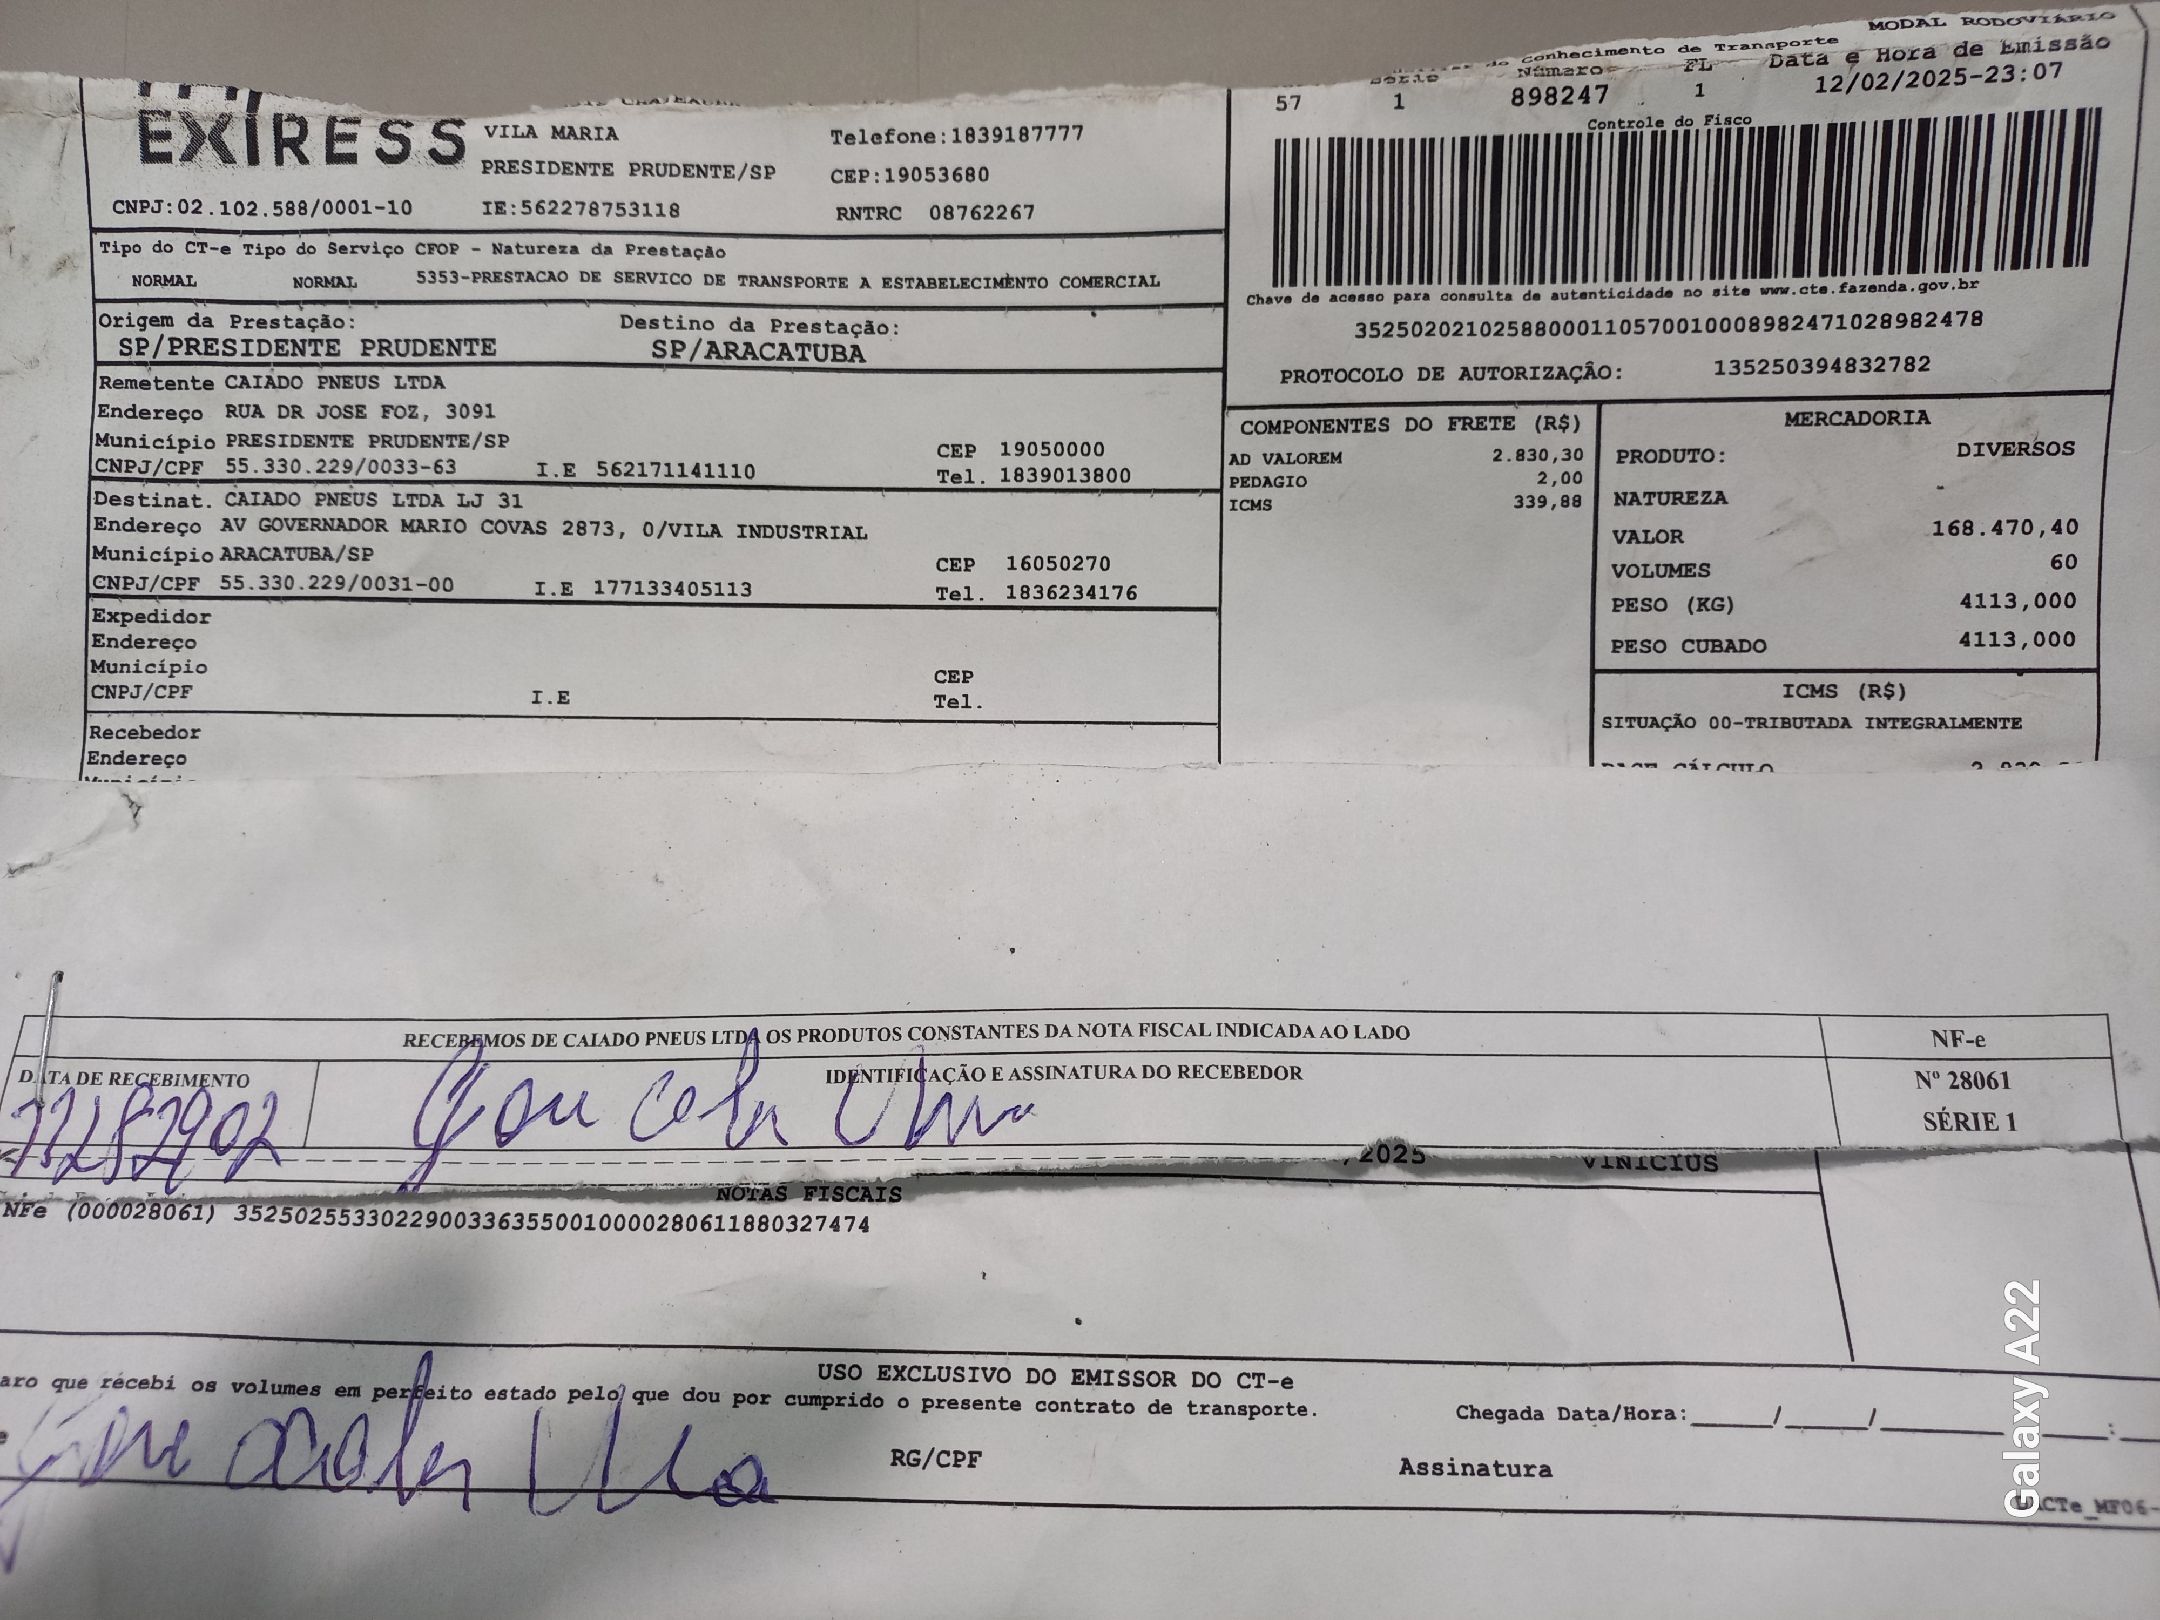 MODAL RODOVIÁRIO
Conhecimento de Transporte
Série Número FL Data e Hora de Emissão
57 1 898247 1 12/02/2025-23:07
Controle do Fisco
EXPRESS
VILA MARIA Telefone:1839187777
PRESIDENTE PRUDENTE/SP CEP:19053680
CNPJ:02.102.588/0001-10 IE:562278753118 RNTRC 08762267
Tipo do CT-e Tipo do Serviço CFOP - Natureza da Prestação
NORMAL NORMAL 5353-PRESTACAO DE SERVICO DE TRANSPORTE A ESTABELECIMENTO COMERCIAL
Chave de acesso para consulta de autenticidade no site www.cte.fazenda.gov.br
35250202102588000110570010008982471028982478
PROTOCOLO DE AUTORIZAÇÃO: 135250394832782
Origem da Prestação: Destino da Prestação:
SP/PRESIDENTE PRUDENTE SP/ARACATUBA
Remetente CAIADO PNEUS LTDA
Endereço RUA DR JOSE FOZ, 3091
Município PRESIDENTE PRUDENTE/SP CEP 19050000
CNPJ/CPF 55.330.229/0033-63 I.E 562171141110 Tel. 1839013800
Destinat. CAIADO PNEUS LTDA LJ 31
Endereço AV GOVERNADOR MARIO COVAS 2873, 0/VILA INDUSTRIAL
Município ARACATUBA/SP CEP 16050270
CNPJ/CPF 55.330.229/0031-00 I.E 177133405113 Tel. 1836234176
Expedidor
Endereço
Município CEP
CNPJ/CPF I.E Tel.
Recebedor
Endereço
Município
COMPONENTES DO FRETE (R$)
AD VALOREM 2.830,30
PEDAGIO 2,00
ICMS 339,88
MERCADORIA
PRODUTO: DIVERSOS
NATUREZA
VALOR 168.470,40
VOLUMES 60
PESO (KG) 4113,000
PESO CUBADO 4113,000
ICMS (R$)
SITUAÇÃO 00-TRIBUTADA INTEGRALMENTE
BASE CÁLCULO
RECEBEMOS DE CAIADO PNEUS LTDA OS PRODUTOS CONSTANTES DA NOTA FISCAL INDICADA AO LADO
NF-e
DATA DE RECEBIMENTO IDENTIFICAÇÃO E ASSINATURA DO RECEBEDOR
Nº 28061
SÉRIE 1
,2025 VINICIUS
NOTAS FISCAIS
NFe (000028061) 35250255330229003363550010000280611880327474
USO EXCLUSIVO DO EMISSOR DO CT-e
aro que recebi os volumes em perfeito estado pelo que dou por cumprido o presente contrato de transporte.
Chegada Data/Hora:_____/_____/_____ :
RG/CPF Assinatura
DACTe_MF06-
Galaxy A22